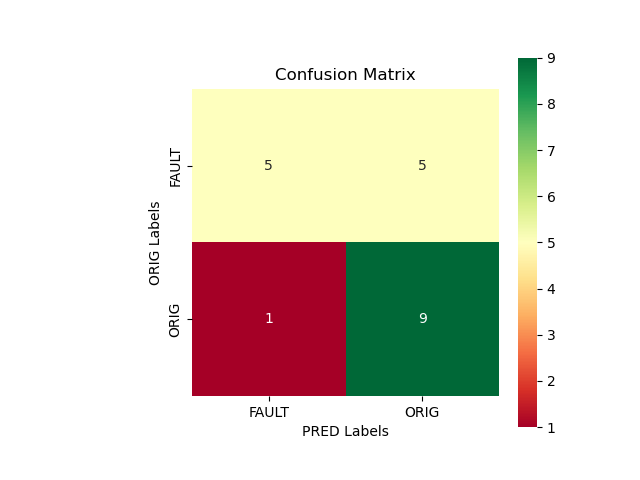 Confusion Matrix
ORIG Labels
FAULT
5 5
ORIG
1 9
FAULT ORIG
PRED Labels
9
8
7
6
5
4
3
2
1